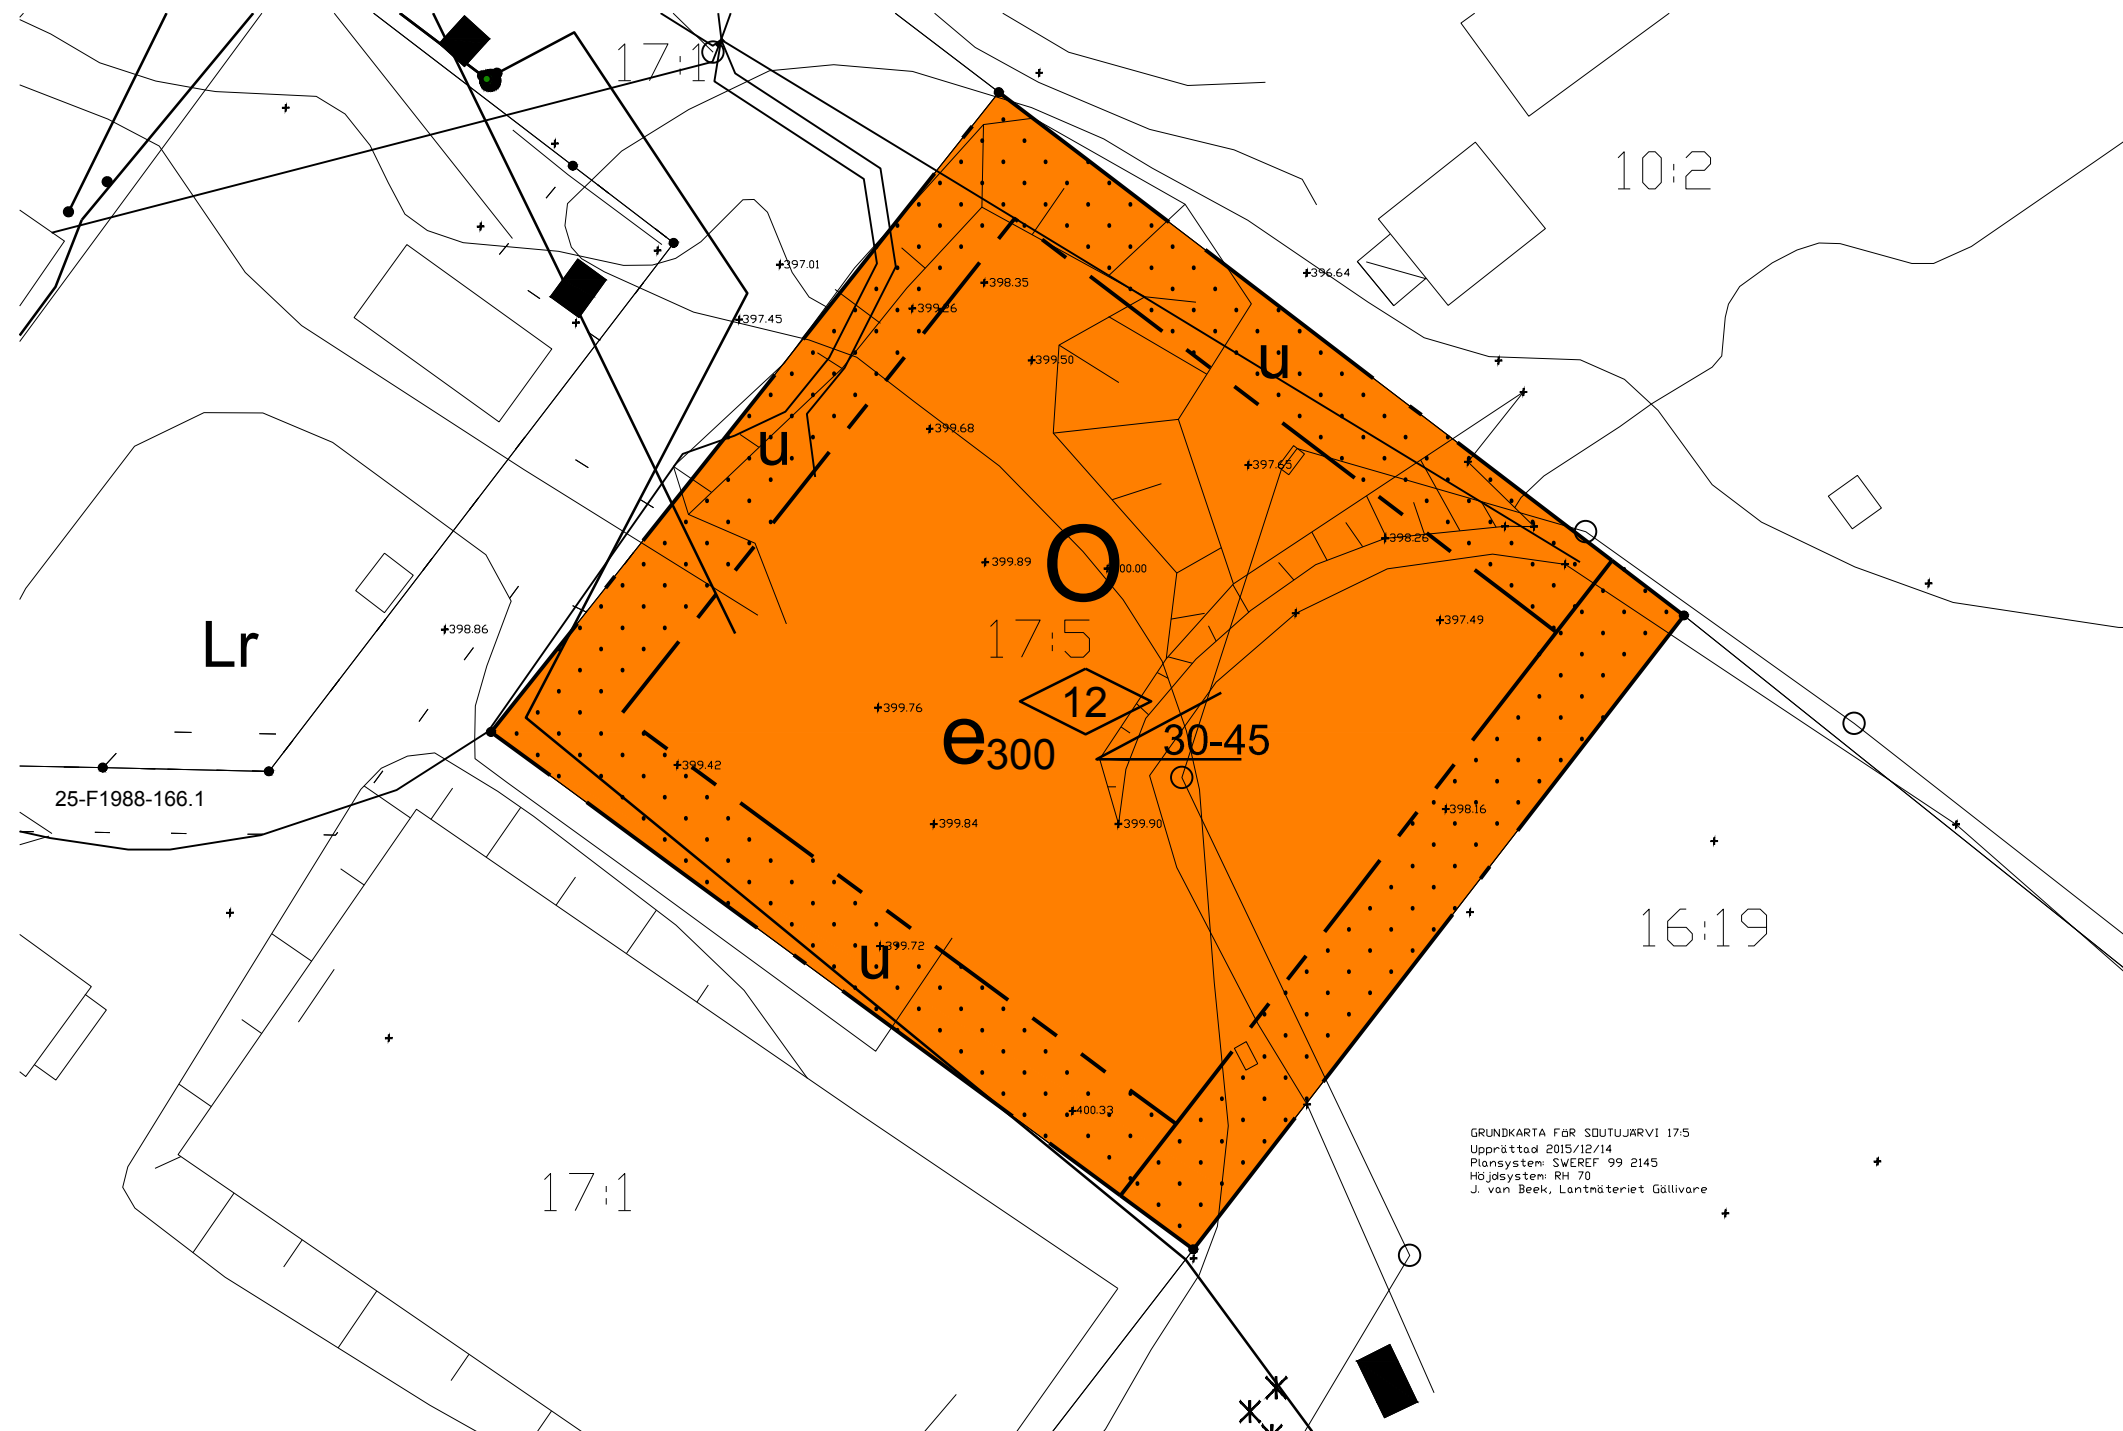 17:1
10:2
+397.01
+398.35
+396.64
+399.26
+397.45
+399.50
u
+399.68
u
+397.65
+398.26
O
+399.89
17:5
+398.86
+397.49
Lr
12
+399.76
e300
30-45
+399.42
25-F1988-166.1
+398.16
+399.84
+399.90
16:19
+399.72
u
+400.33
GRUNDKARTA FÖR SOUTUJÄRVI 17:5
Upprättad 2015/12/14
Plansystem: SWEREF 99 2145
Höjdsystem: RH 70
J. van Beek, Lantmäteriet Gällivare
17:1